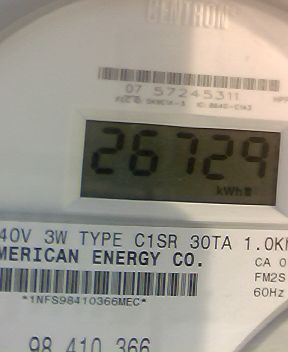 CENTRON
07 57245311
26729
kWh
40V 3W TYPE C1SR 30TA 1.0K
MERICAN ENERGY CO.
CA 0
FM2S
*1NFS98410366MEC*
60Hz
98 410 366